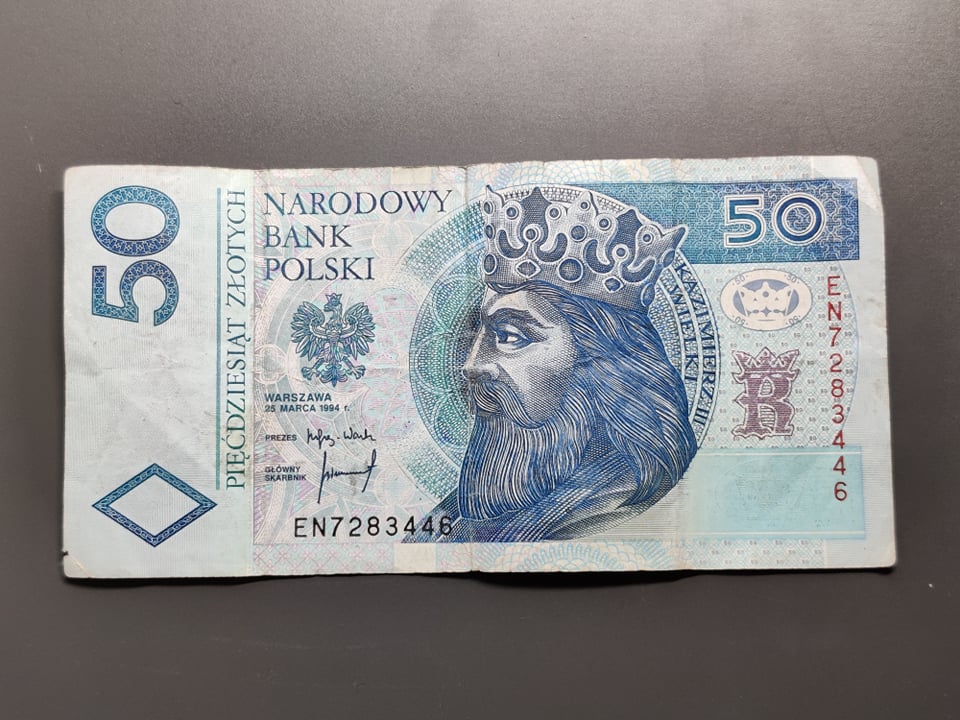 50
PIĘĆDZIESIĄT ZŁOTYCH
NARODOWY
BANK
POLSKI
WARSZAWA
25 MARCA 1994 r.
PREZES
GŁÓWNY
SKARBNIK
EN7283446
KAZIMIERZ III
WIELKI
50
EN7283446
R